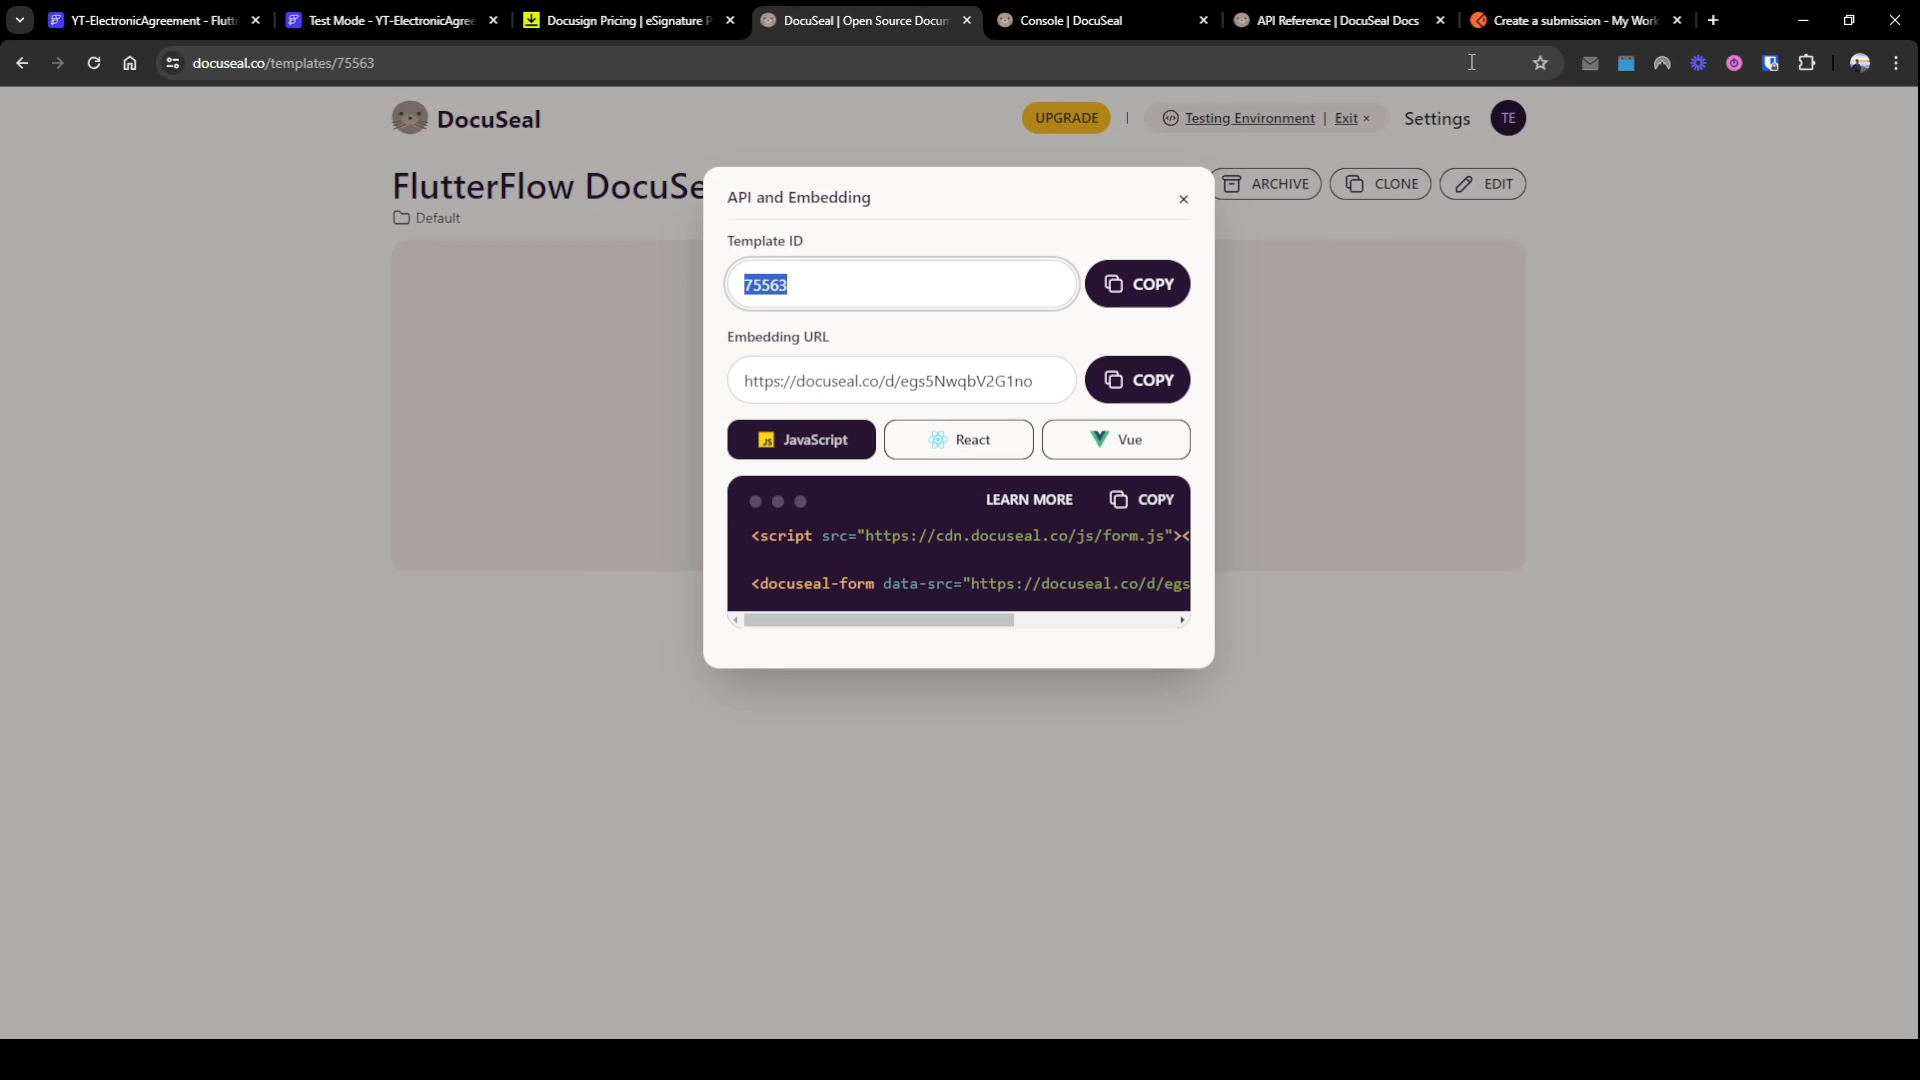 YT-ElectronicAgreement - Flutt
Test Mode - YT-ElectronicAgree
Docusign Pricing | eSignature P
DocuSeal | Open Source Docum
Console | DocuSeal
API Reference | DocuSeal Docs
Create a submission - My Work
docuseal.co/templates/75563
DocuSeal
UPGRADE
Testing Environment | Exit ×
Settings
TE
FlutterFlow DocuSe
ARCHIVE
CLONE
EDIT
Default
API and Embedding
×
Template ID
75563
COPY
Embedding URL
https://docuseal.co/d/egs5NwqbV2G1no
COPY
JS JavaScript
React
Vue
LEARN MORE
COPY
<script src="https://cdn.docuseal.co/js/form.js"><
<docuseal-form data-src="https://docuseal.co/d/egs